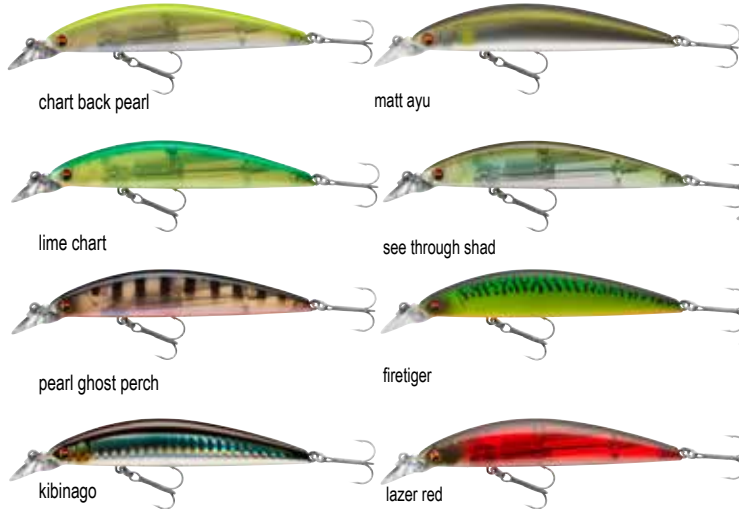 chart back pearl
matt ayu
lime chart
see through shad
pearl ghost perch
firetiger
kibinago
lazer red